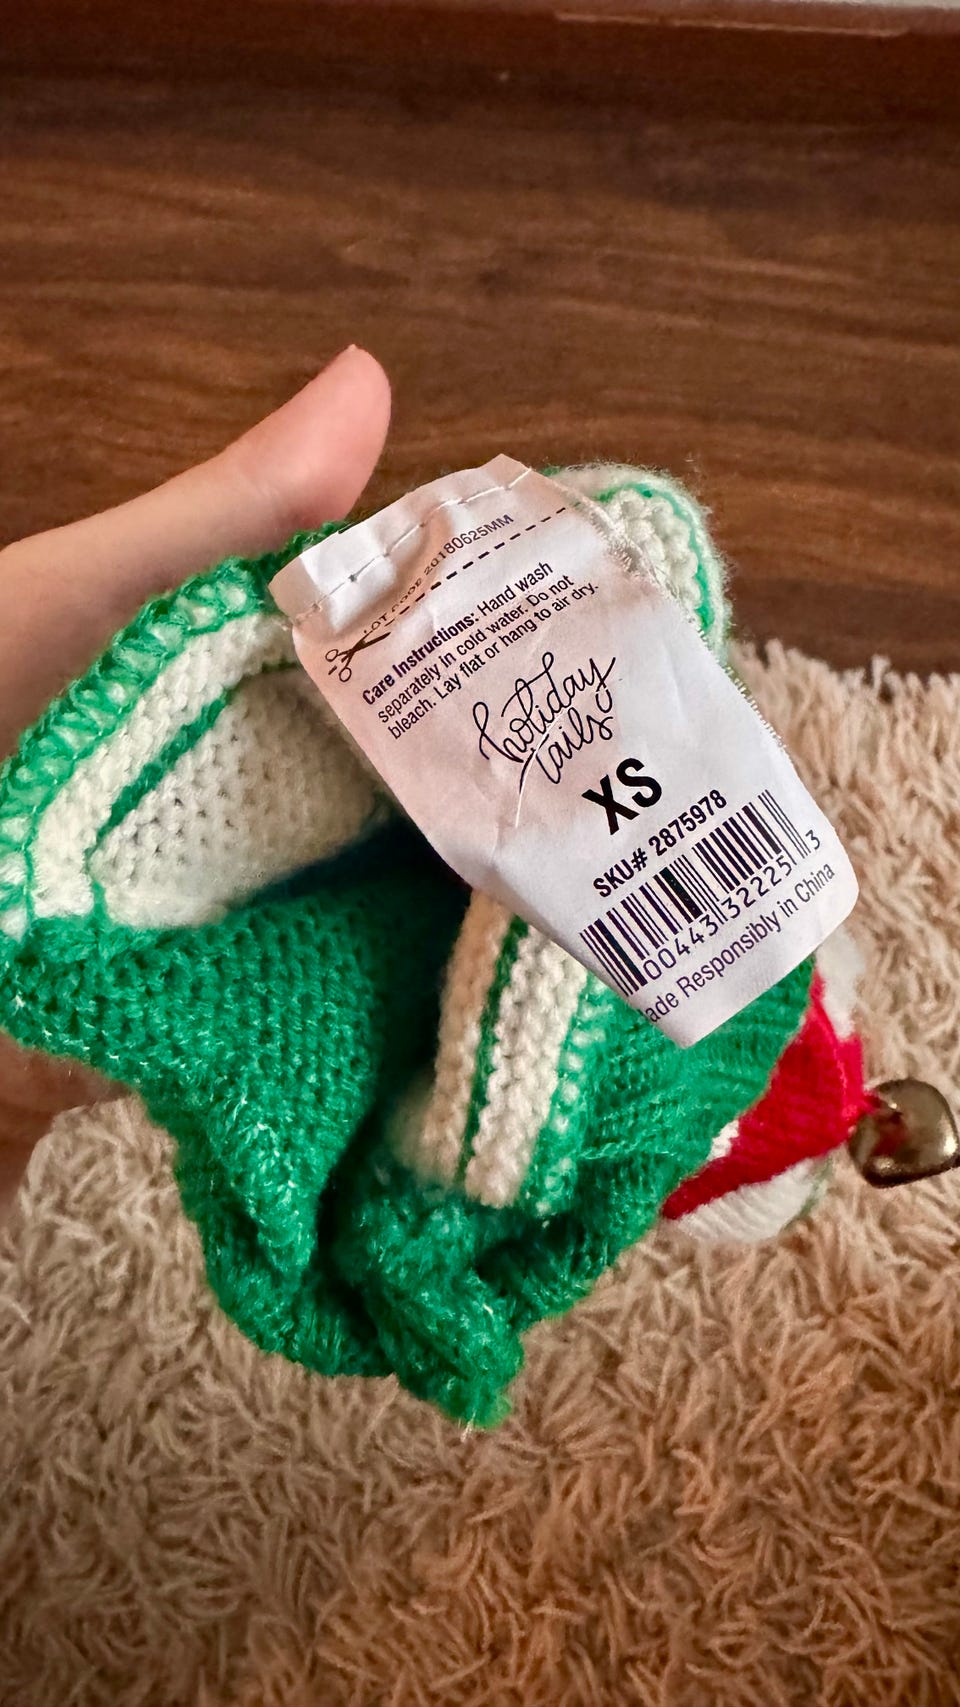 LOT CODE 20180625MM
Care Instructions: Hand wash
separately in cold water. Do not
bleach. Lay flat or hang to air dry.
holiday
tails
XS
SKU# 2875978
00443 32225 3
ade Responsibly in China